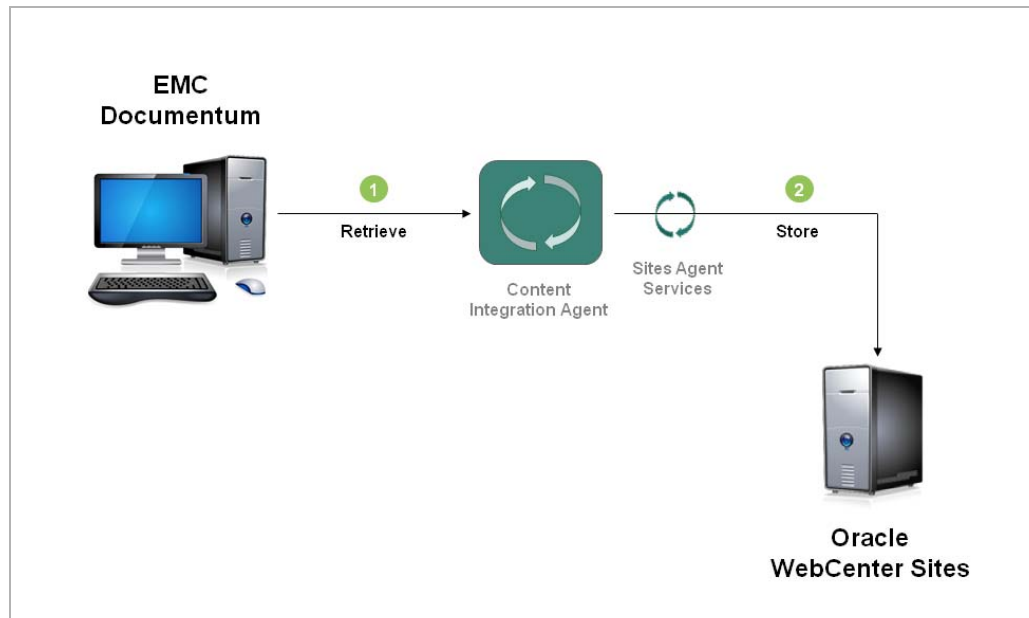 EMC
Documentum
1
Retrieve
2
Store
Content
Integration Agent
Sites Agent
Services
Oracle
WebCenter Sites